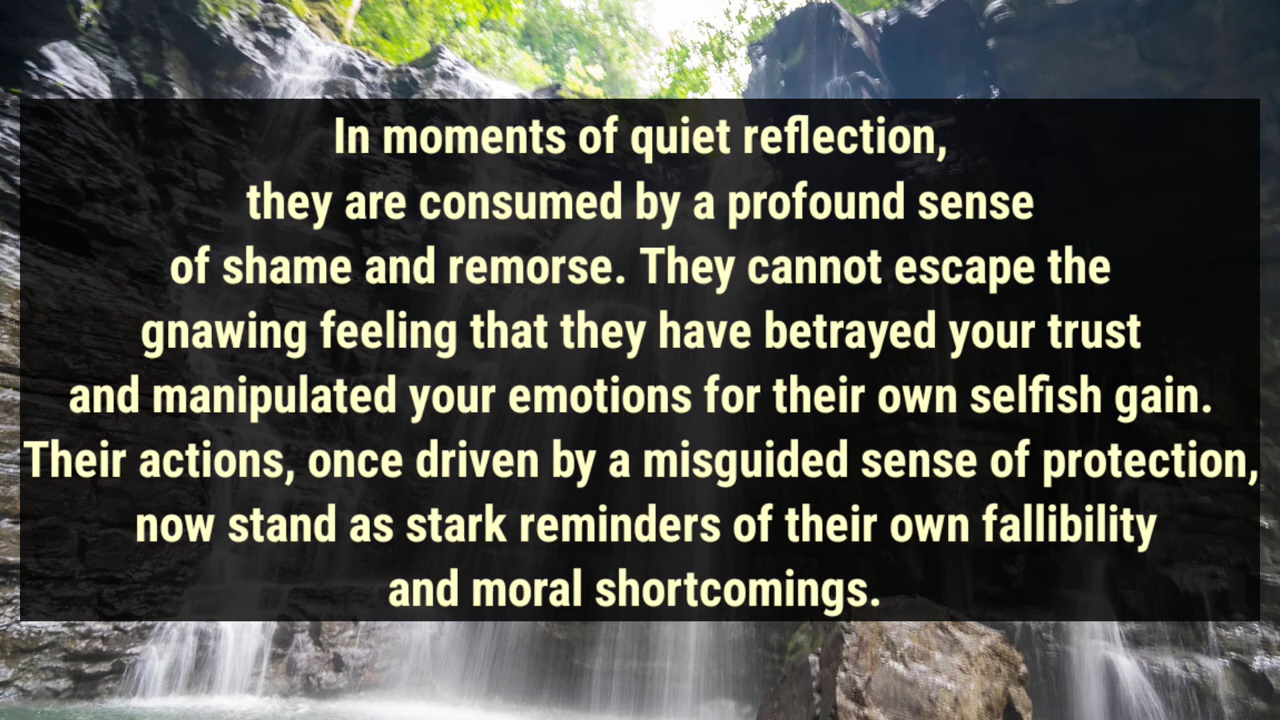 In moments of quiet reflection,
they are consumed by a profound sense
of shame and remorse. They cannot escape the
gnawing feeling that they have betrayed your trust
and manipulated your emotions for their own selfish gain.
Their actions, once driven by a misguided sense of protection,
now stand as stark reminders of their own fallibility
and moral shortcomings.